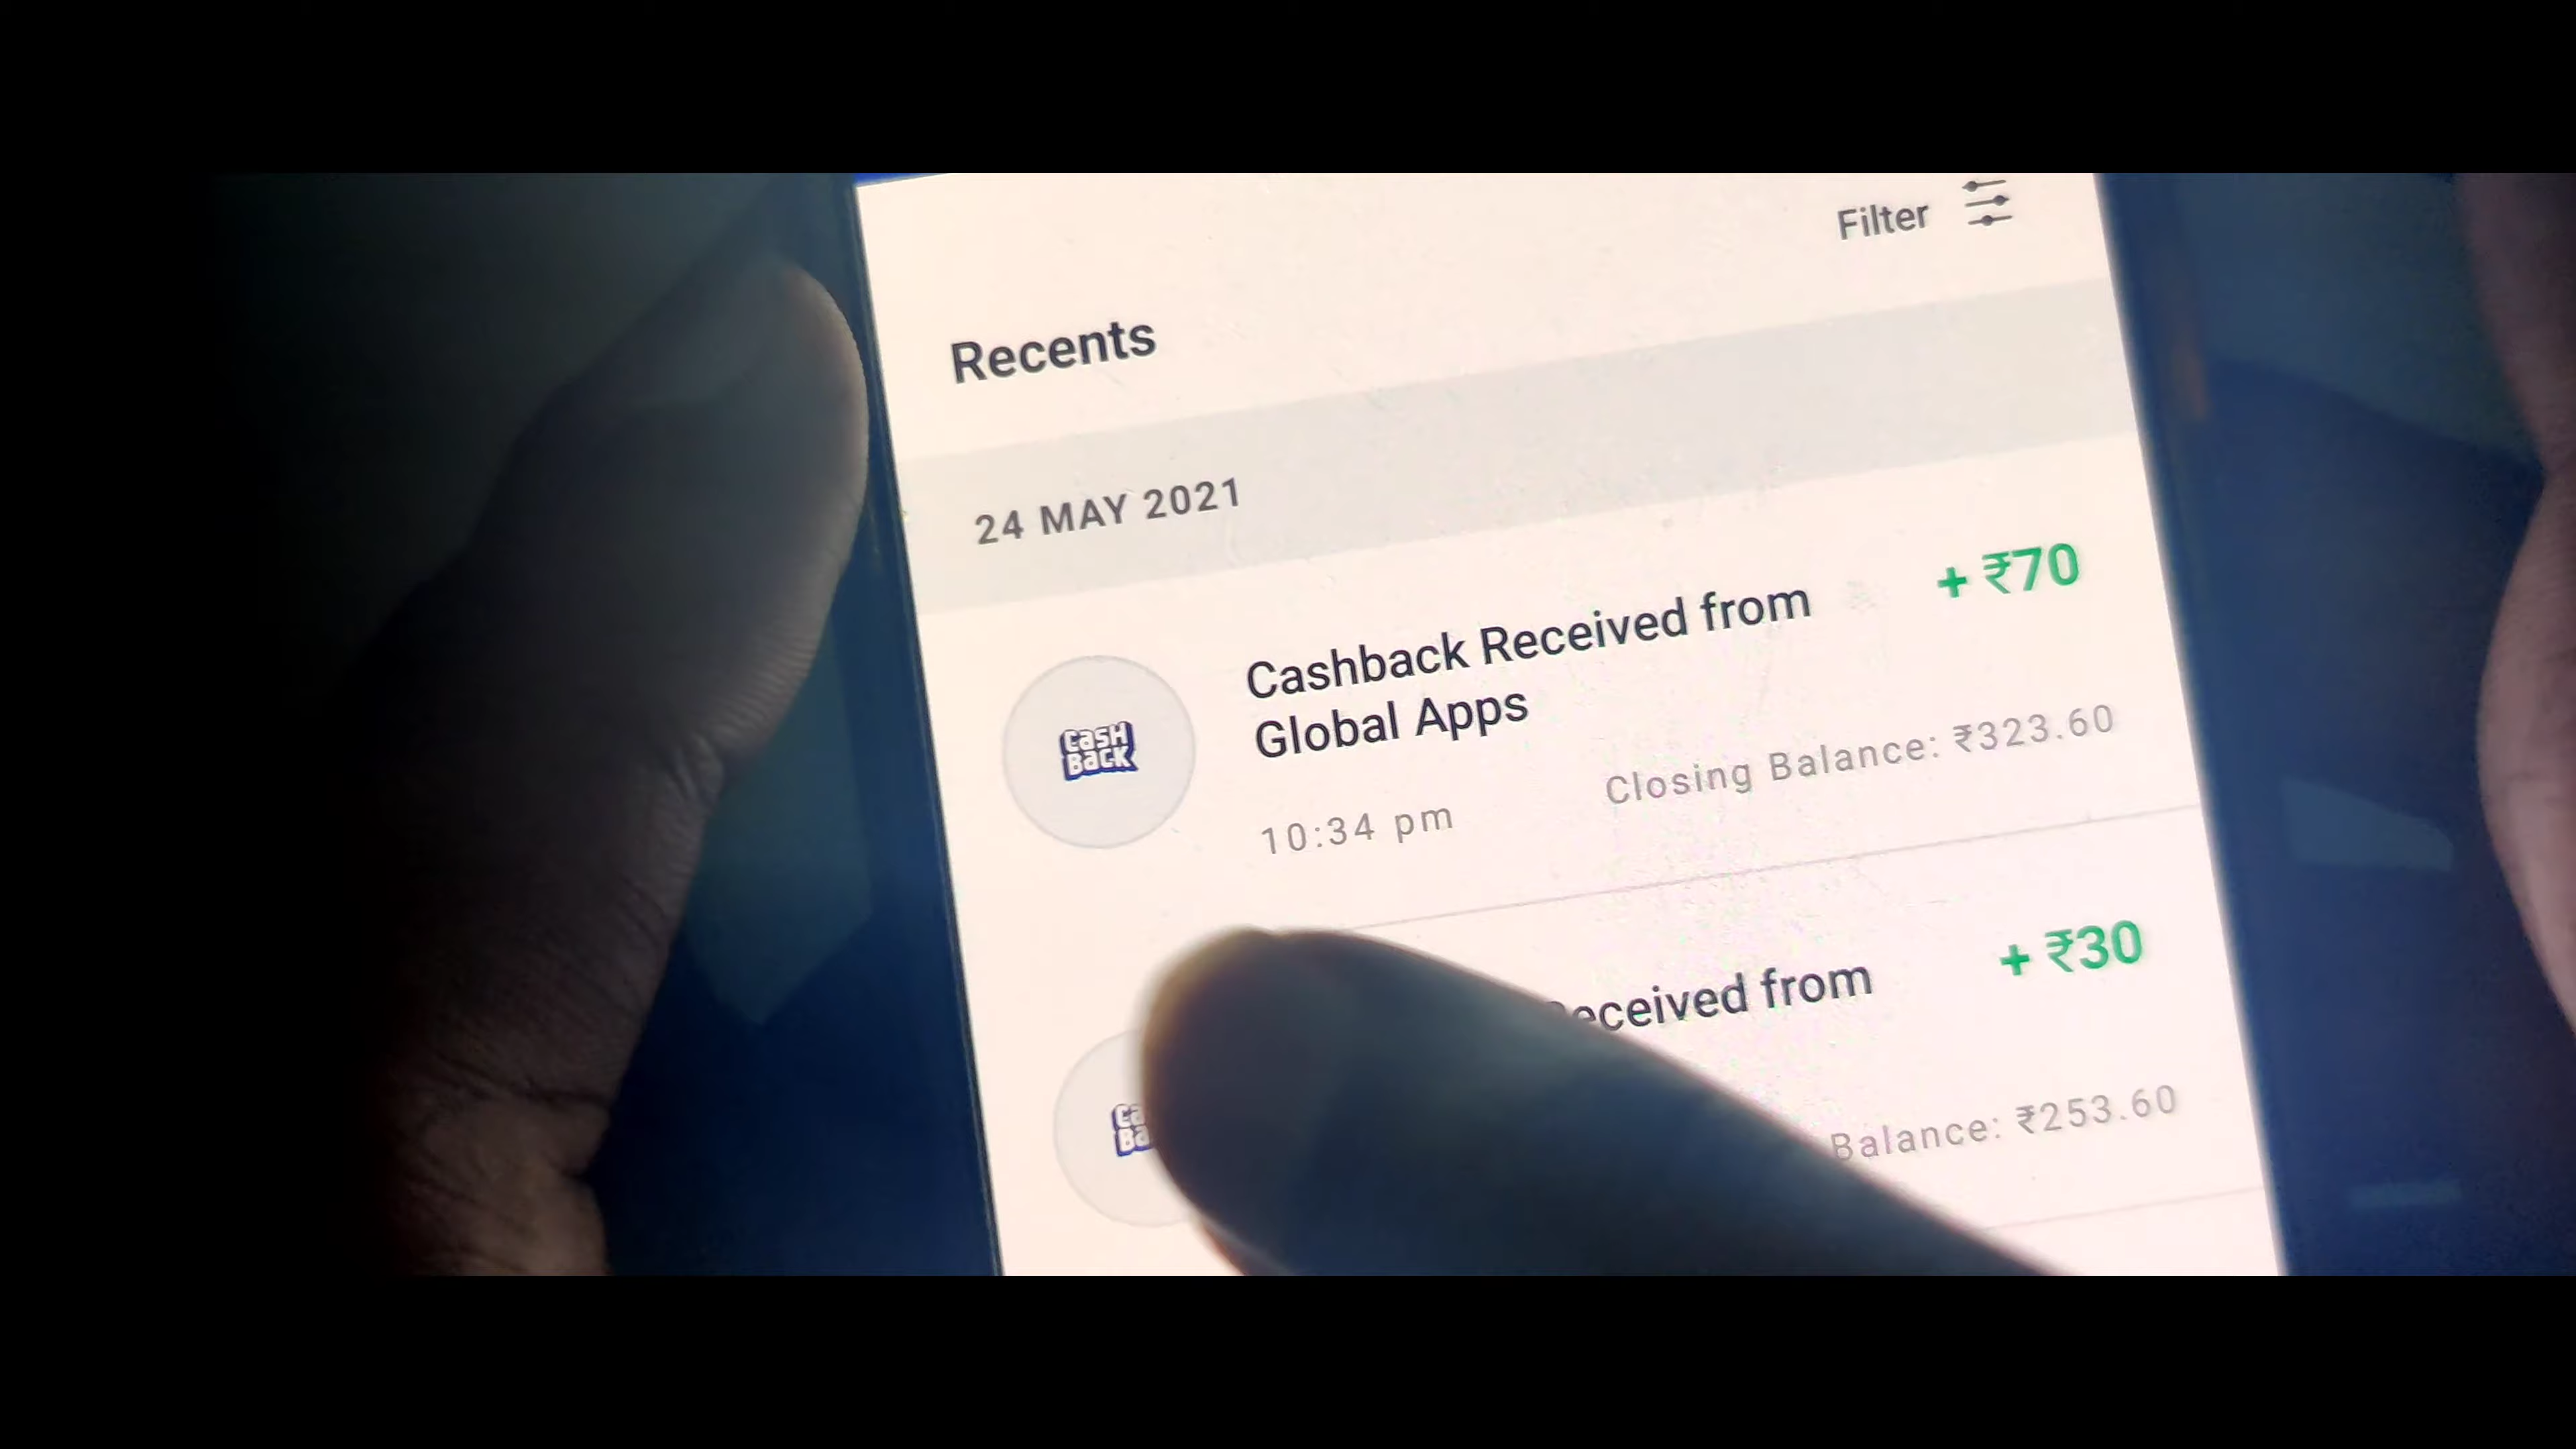 Filter
Recents
24 MAY 2021
Cashback Received from
Global Apps
+ ₹70
CASH
BACK
10:34 pm
Closing Balance: ₹323.60
from
+ ₹30
Balance: ₹253.60